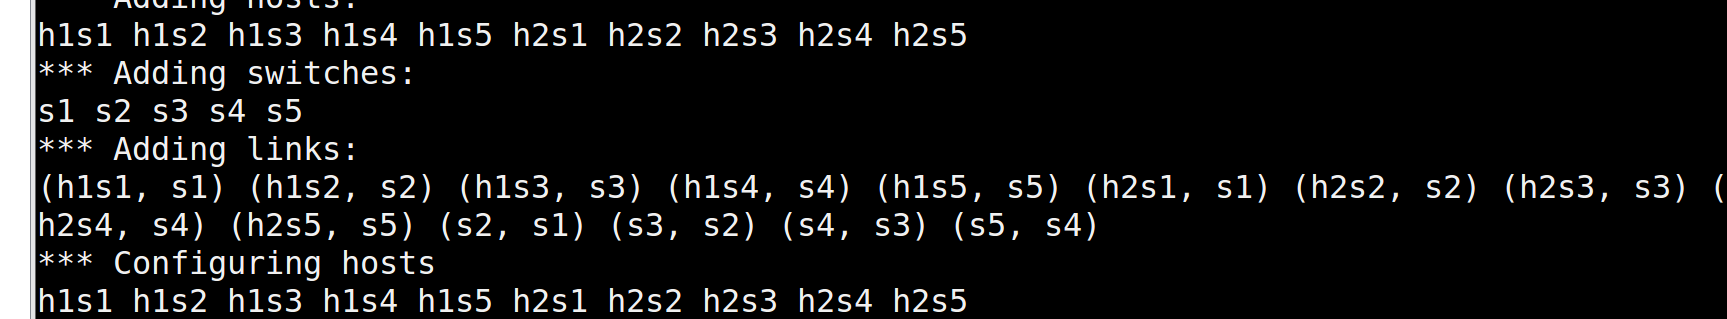 Adding hosts:
h1s1 h1s2 h1s3 h1s4 h1s5 h2s1 h2s2 h2s3 h2s4 h2s5
*** Adding switches:
s1 s2 s3 s4 s5
*** Adding links:
(h1s1, s1) (h1s2, s2) (h1s3, s3) (h1s4, s4) (h1s5, s5) (h2s1, s1) (h2s2, s2) (h2s3, s3) (
h2s4, s4) (h2s5, s5) (s2, s1) (s3, s2) (s4, s3) (s5, s4)
*** Configuring hosts
h1s1 h1s2 h1s3 h1s4 h1s5 h2s1 h2s2 h2s3 h2s4 h2s5